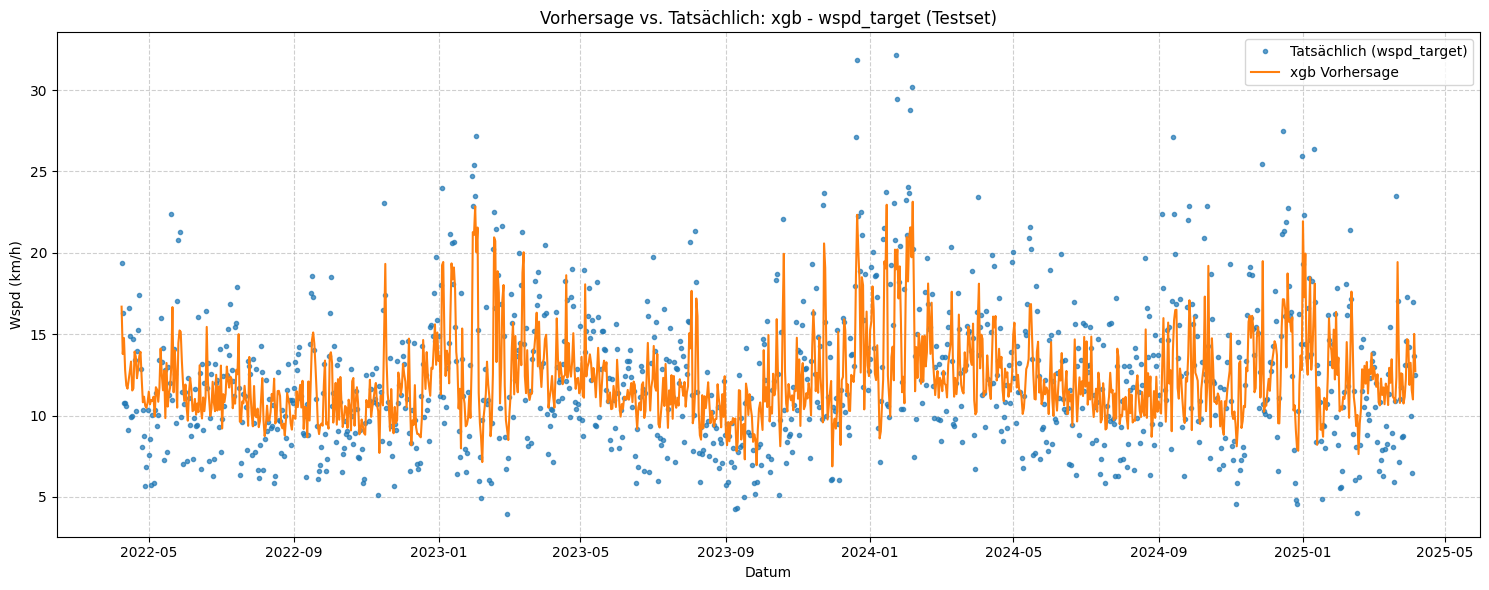 Vorhersage vs. Tatsächlich: xgb - wspd_target (Testset)
Tatsächlich (wspd_target)
xgb Vorhersage
Wspd (km/h)
30
25
20
15
10
5
2022-05 2022-09 2023-01 2023-05 2023-09 2024-01 2024-05 2024-09 2025-01 2025-05
Datum